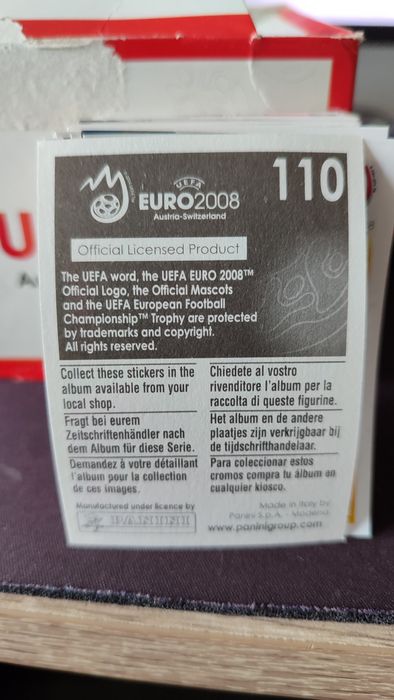 110
UEFA
EURO2008
Austria-Switzerland
Official Licensed Product
The UEFA word, the UEFA EURO 2008™
Official Logo, the Official Mascots
and the UEFA European Football
Championship™ Trophy are protected
by trademarks and copyright.
All rights reserved.
Collect these stickers in the
album available from your
local shop.
Fragt bei eurem
Zeitschriftenhändler nach
dem Album für diese Serie.
Demandez à votre détaillant
l'album pour la collection
de ces images.
Chiedete al vostro
rivenditore l'album per la
raccolta di queste figurine.
Het album en de andere
plaatjes zijn verkrijgbaar bij
de tijdschrifthandelaar.
Para coleccionar estos
cromos compra tu álbum en
cualquier kiosco.
Manufactured under licence by
PANINI
Made in Italy by
Panini S.p.A. - Modena
www.paninigroup.com
U